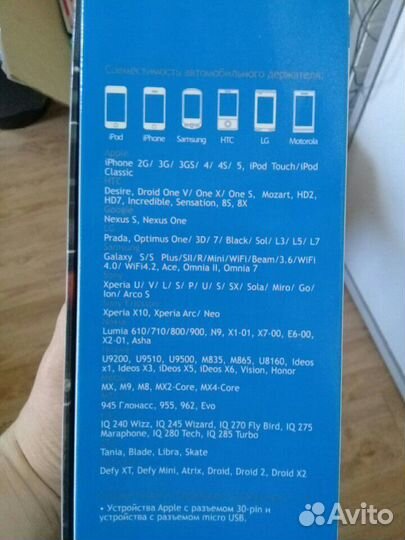 Совместимость автомобильного держателя:
iPod iPhone Samsung HTC LG Motorola
Apple
iPhone 2G/ 3G/ 3GS/ 4/ 4S/ 5, iPod Touch/iPod
Classic
HTC
Desire, Droid One V/ One X/ One S, Mozart, HD2,
HD7, Incredible, Sensation, 8S, 8X
Google
Nexus S, Nexus One
LG
Prada, Optimus One/ 3D/ 7/ Black/ Sol/ L3/ L5/ L7
Samsung
Galaxy S/S Plus/SII/R/Mini/WiFi/Beam/3.6/WiFi
4.0/ WiFi4.2, Ace, Omnia II, Omnia 7
Sony
Xperia U/ V/ L/ S/ P/ U/ S/ SX/ Sola/ Miro/ Go/
Ion/ Arco S
Sony Ericsson
Xperia X10, Xperia Arc/ Neo
Nokia
Lumia 610/710/800/900, N9, X1-01, X7-00, E6-00,
X2-01, Asha
U9200, U9510, U9500, M835, M865, U8160, Ideos
x1, Ideos X3, iDeos X5, iDeos X6, Vision, Honor
MX, M9, M8, MX2-Core, MX4-Core
945 Глонасс, 955, 962, Evo
IQ 240 Wizz, IQ 245 Wizard, IQ 270 Fly Bird, IQ 275
Maraphone, IQ 280 Tech, IQ 285 Turbo
Tania, Blade, Libra, Skate
Defy XT, Defy Mini, Atrix, Droid, Droid 2, Droid X2
• Устройства Apple с разъемом 30-pin и
устройства с разъемом micro USB.
Avito